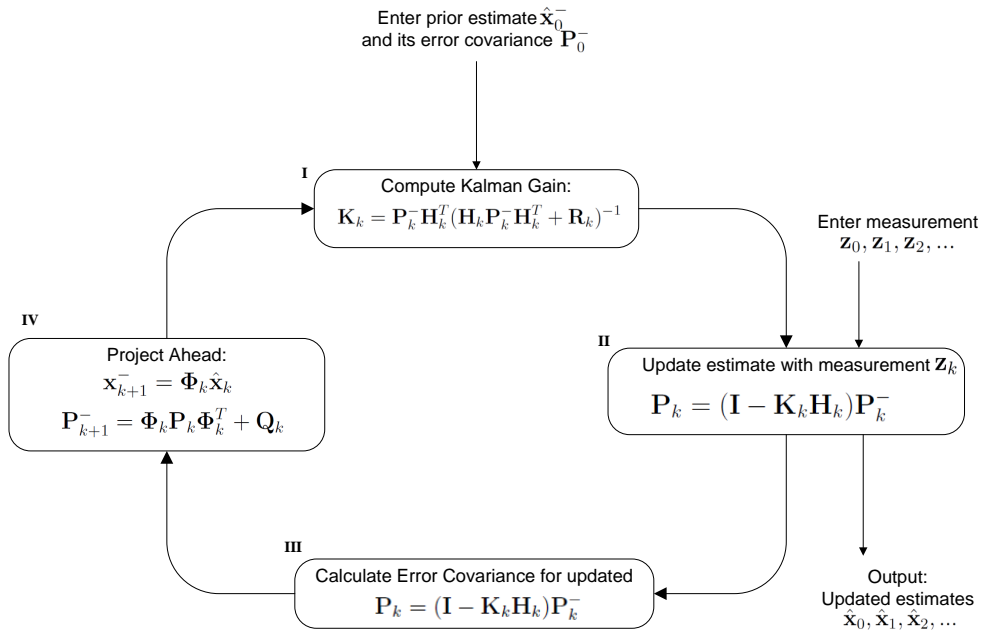 Enter prior estimate x̂₀⁻
and its error covariance P₀⁻
I
Compute Kalman Gain:
Kₖ = Pₖ⁻Hₖᵀ(HₖPₖ⁻Hₖᵀ + Rₖ)⁻¹
Enter measurement
z₀, z₁, z₂, ...
II
Update estimate with measurement zₖ
Pₖ = (I − KₖHₖ)Pₖ⁻
IV
Project Ahead:
x⁻ₖ₊₁ = Φₖx̂ₖ
P⁻ₖ₊₁ = ΦₖPₖΦₖᵀ + Qₖ
III
Calculate Error Covariance for updated
Pₖ = (I − KₖHₖ)Pₖ⁻
Output:
Updated estimates
x̂₀, x̂₁, x̂₂, ...